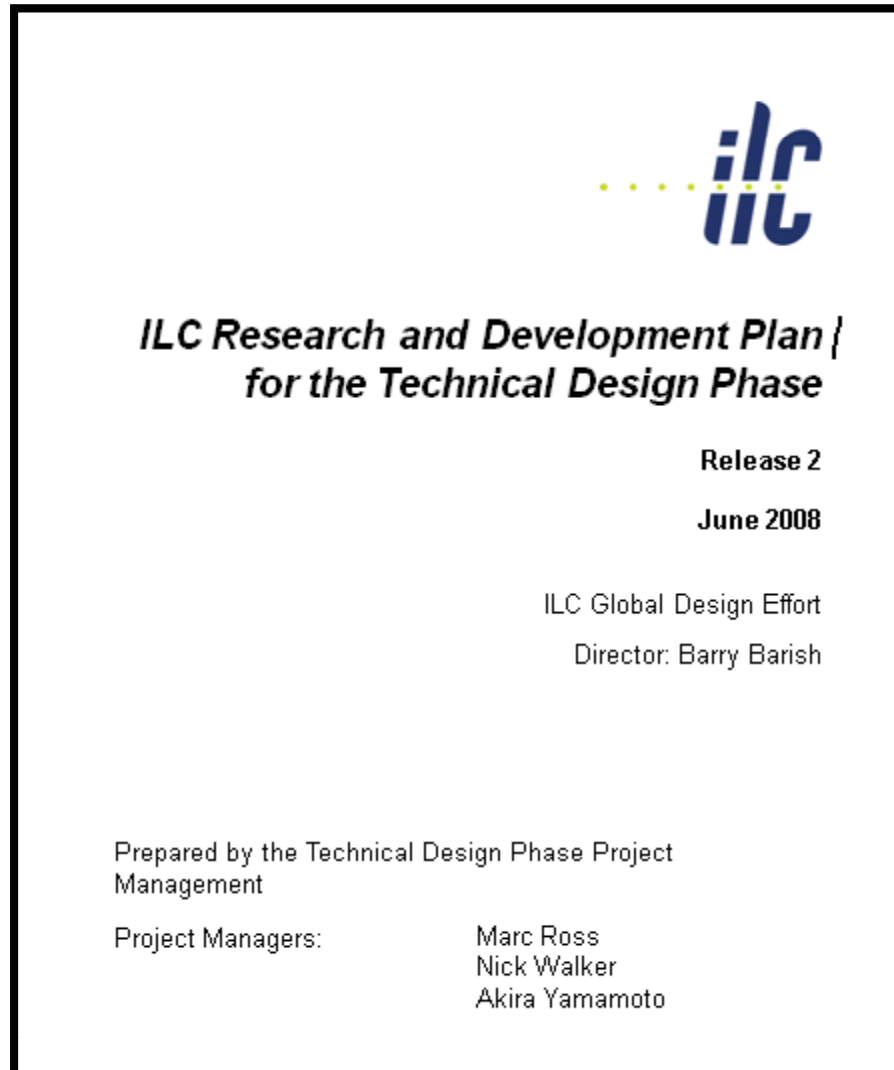 ilc
ILC Research and Development Plan
for the Technical Design Phase
Release 2
June 2008
ILC Global Design Effort
Director: Barry Barish
Prepared by the Technical Design Phase Project
Management
Project Managers:
Marc Ross
Nick Walker
Akira Yamamoto